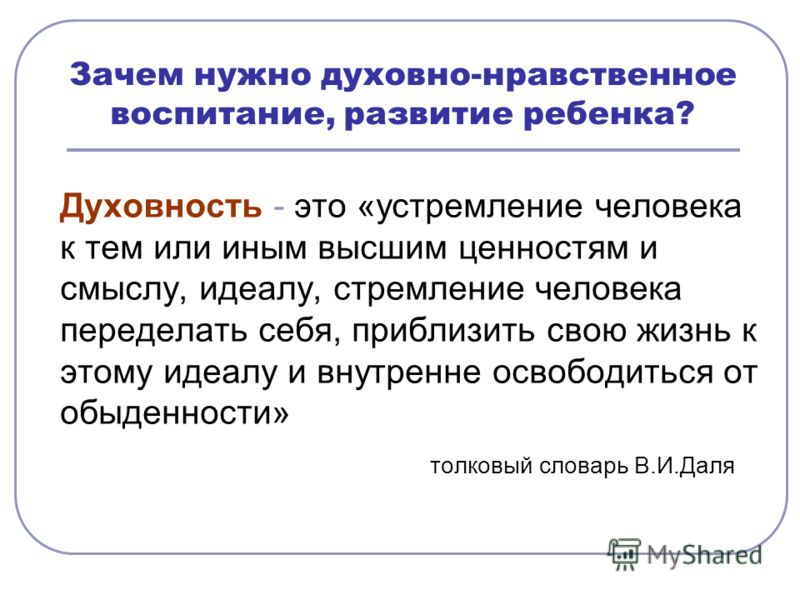 Зачем нужно духовно-нравственное
воспитание, развитие ребенка?
Духовность - это «устремление человека
к тем или иным высшим ценностям и
смыслу, идеалу, стремление человека
переделать себя, приблизить свою жизнь к
этому идеалу и внутренне освободиться от
обыденности»
толковый словарь В.И.Даля
MyShared